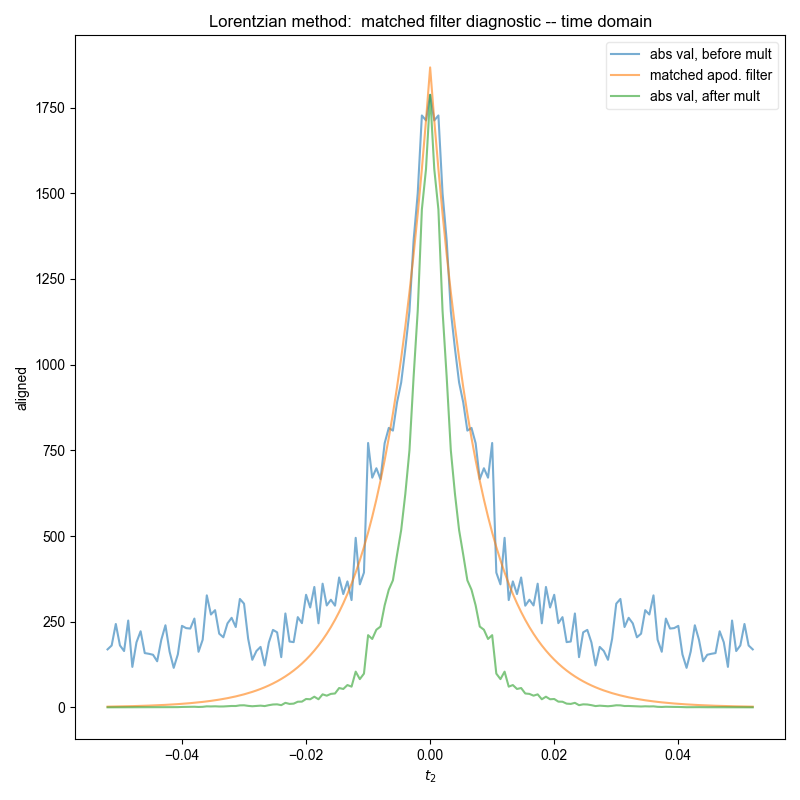 Lorentzian method:  matched filter diagnostic -- time domain
abs val, before mult
matched apod. filter
abs val, after mult
1750
1500
1250
1000
750
500
250
0
aligned
−0.04 −0.02 0.00 0.02 0.04
t₂